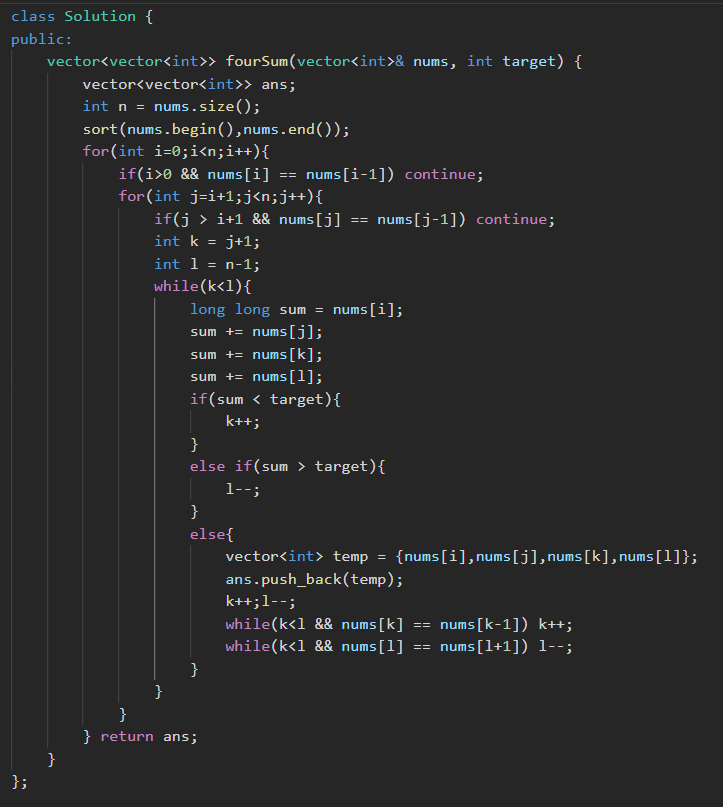 class Solution {
public:
    vector<vector<int>> fourSum(vector<int>& nums, int target) {
        vector<vector<int>> ans;
        int n = nums.size();
        sort(nums.begin(),nums.end());
        for(int i=0;i<n;i++){
            if(i>0 && nums[i] == nums[i-1]) continue;
            for(int j=i+1;j<n;j++){
                if(j > i+1 && nums[j] == nums[j-1]) continue;
                int k = j+1;
                int l = n-1;
                while(k<l){
                    long long sum = nums[i];
                    sum += nums[j];
                    sum += nums[k];
                    sum += nums[l];
                    if(sum < target){
                        k++;
                    }
                    else if(sum > target){
                        l--;
                    }
                    else{
                        vector<int> temp = {nums[i],nums[j],nums[k],nums[l]};
                        ans.push_back(temp);
                        k++;l--;
                        while(k<l && nums[k] == nums[k-1]) k++;
                        while(k<l && nums[l] == nums[l+1]) l--;
                    }
                }
            }
        } return ans;
    }
};